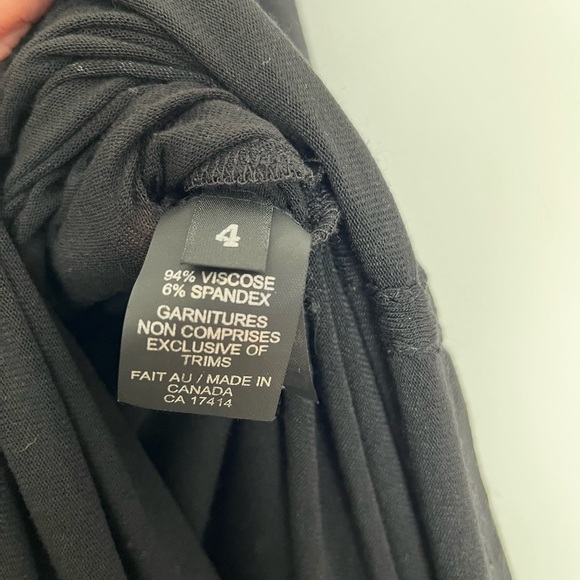 4
94% VISCOSE
6% SPANDEX
GARNITURES
NON COMPRISES
EXCLUSIVE OF
TRIMS
FAIT AU / MADE IN
CANADA
CA 17414